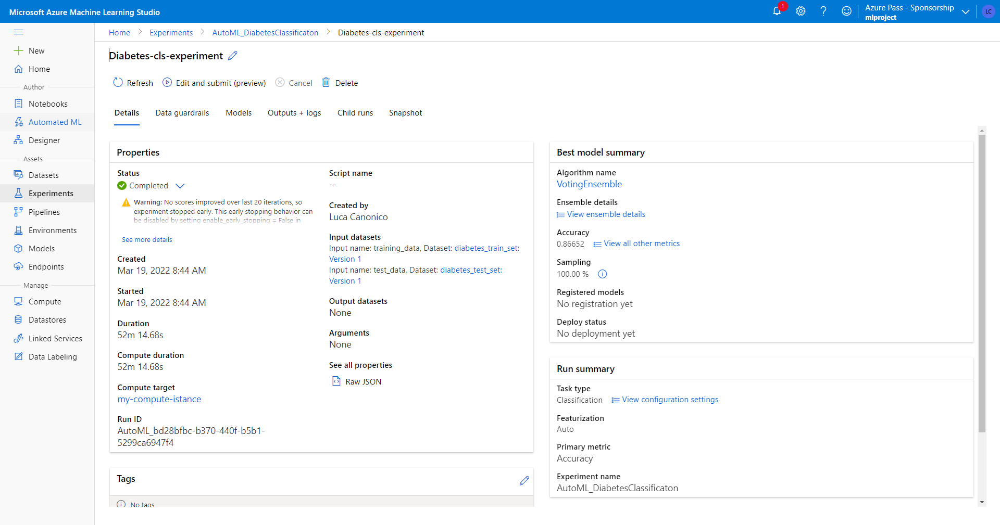 Microsoft Azure Machine Learning Studio
1
Azure Pass - Sponsorship
mlproject
LC
New
Home
Author
Notebooks
Automated ML
Designer
Assets
Datasets
Experiments
Pipelines
Environments
Models
Endpoints
Manage
Compute
Datastores
Linked Services
Data Labeling
Home > Experiments > AutoML_DiabetesClassificaton > Diabetes-cls-experiment
Diabetes-cls-experiment
Refresh Edit and submit (preview) Cancel Delete
Details Data guardrails Models Outputs + logs Child runs Snapshot
Properties
Status
Completed
Warning: No scores improved over last 20 iterations, so
experiment stopped early. This early stopping behavior can
be disabled by setting enable_early_stopping = False in
See more details
Created
Mar 19, 2022 8:44 AM
Started
Mar 19, 2022 8:44 AM
Duration
52m 14.68s
Compute duration
52m 14.68s
Compute target
my-compute-istance
Run ID
AutoML_bd28bfbc-b370-440f-b5b1-
5299ca6947f4
Script name
--
Created by
Luca Canonico
Input datasets
Input name: training_data, Dataset: diabetes_train_set:
Version 1
Input name: test_data, Dataset: diabetes_test_set:
Version 1
Output datasets
None
Arguments
None
See all properties
Raw JSON
Tags
No tags
Best model summary
Algorithm name
VotingEnsemble
Ensemble details
View ensemble details
Accuracy
0.86652 View all other metrics
Sampling
100.00 %
Registered models
No registration yet
Deploy status
No deployment yet
Run summary
Task type
Classification View configuration settings
Featurization
Auto
Primary metric
Accuracy
Experiment name
AutoML_DiabetesClassificaton